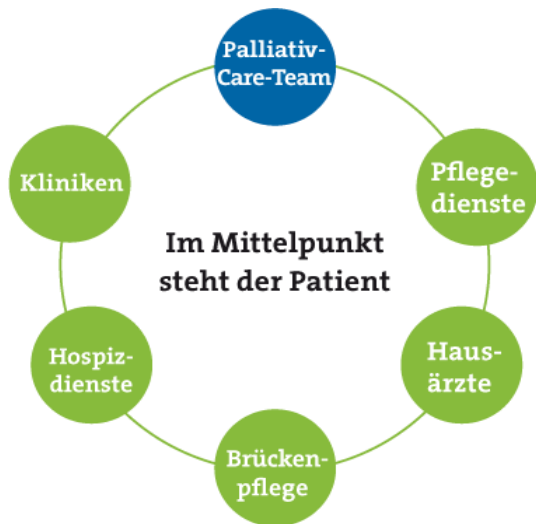 Palliativ-
Care-Team
Kliniken
Pflege-
dienste
Im Mittelpunkt
steht der Patient
Hospiz-
dienste
Haus-
ärzte
Brücken-
pflege